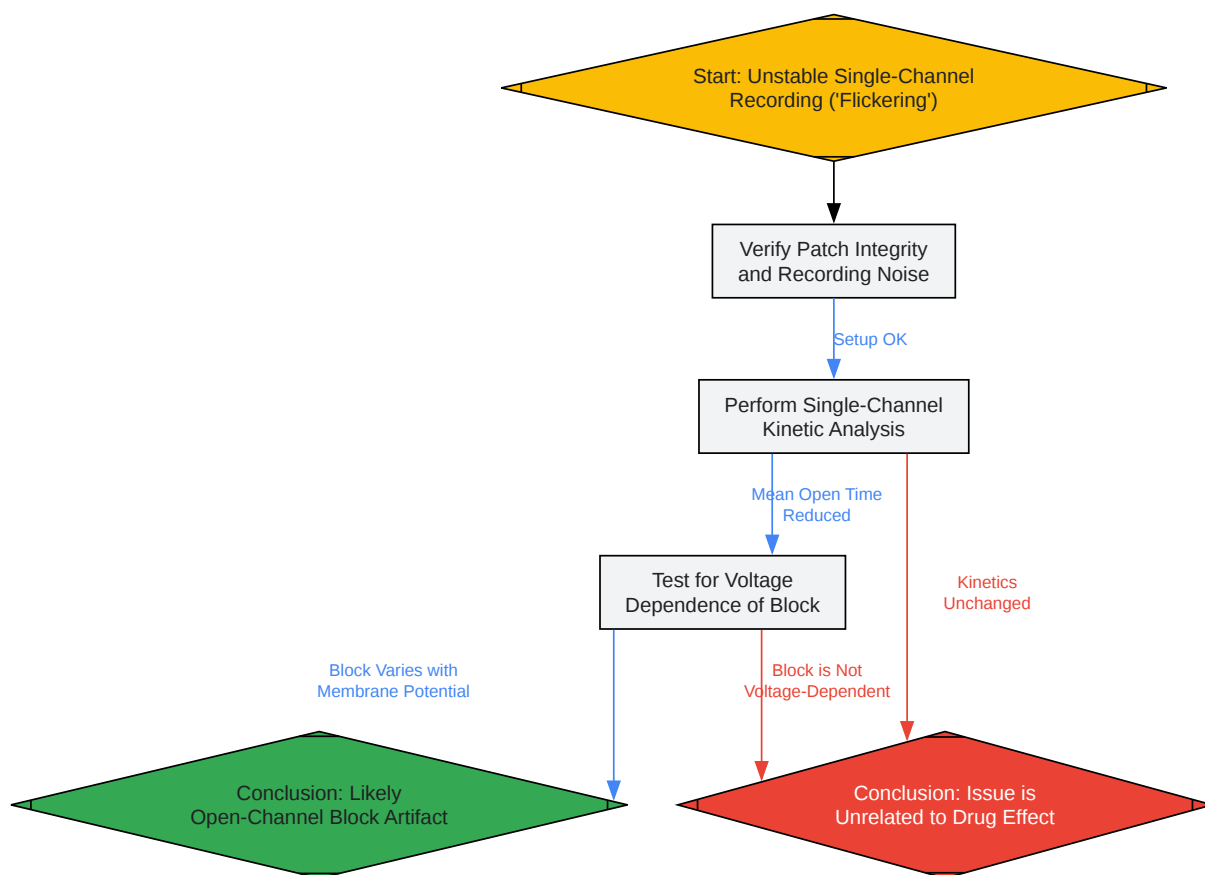 Start: Unstable Single-Channel
Recording ('Flickering')
Verify Patch Integrity
and Recording Noise
Setup OK
Perform Single-Channel
Kinetic Analysis
Mean Open Time
Reduced
Test for Voltage
Dependence of Block
Kinetics
Unchanged
Block Varies with
Membrane Potential
Block is Not
Voltage-Dependent
Conclusion: Likely
Open-Channel Block Artifact
Conclusion: Issue is
Unrelated to Drug Effect